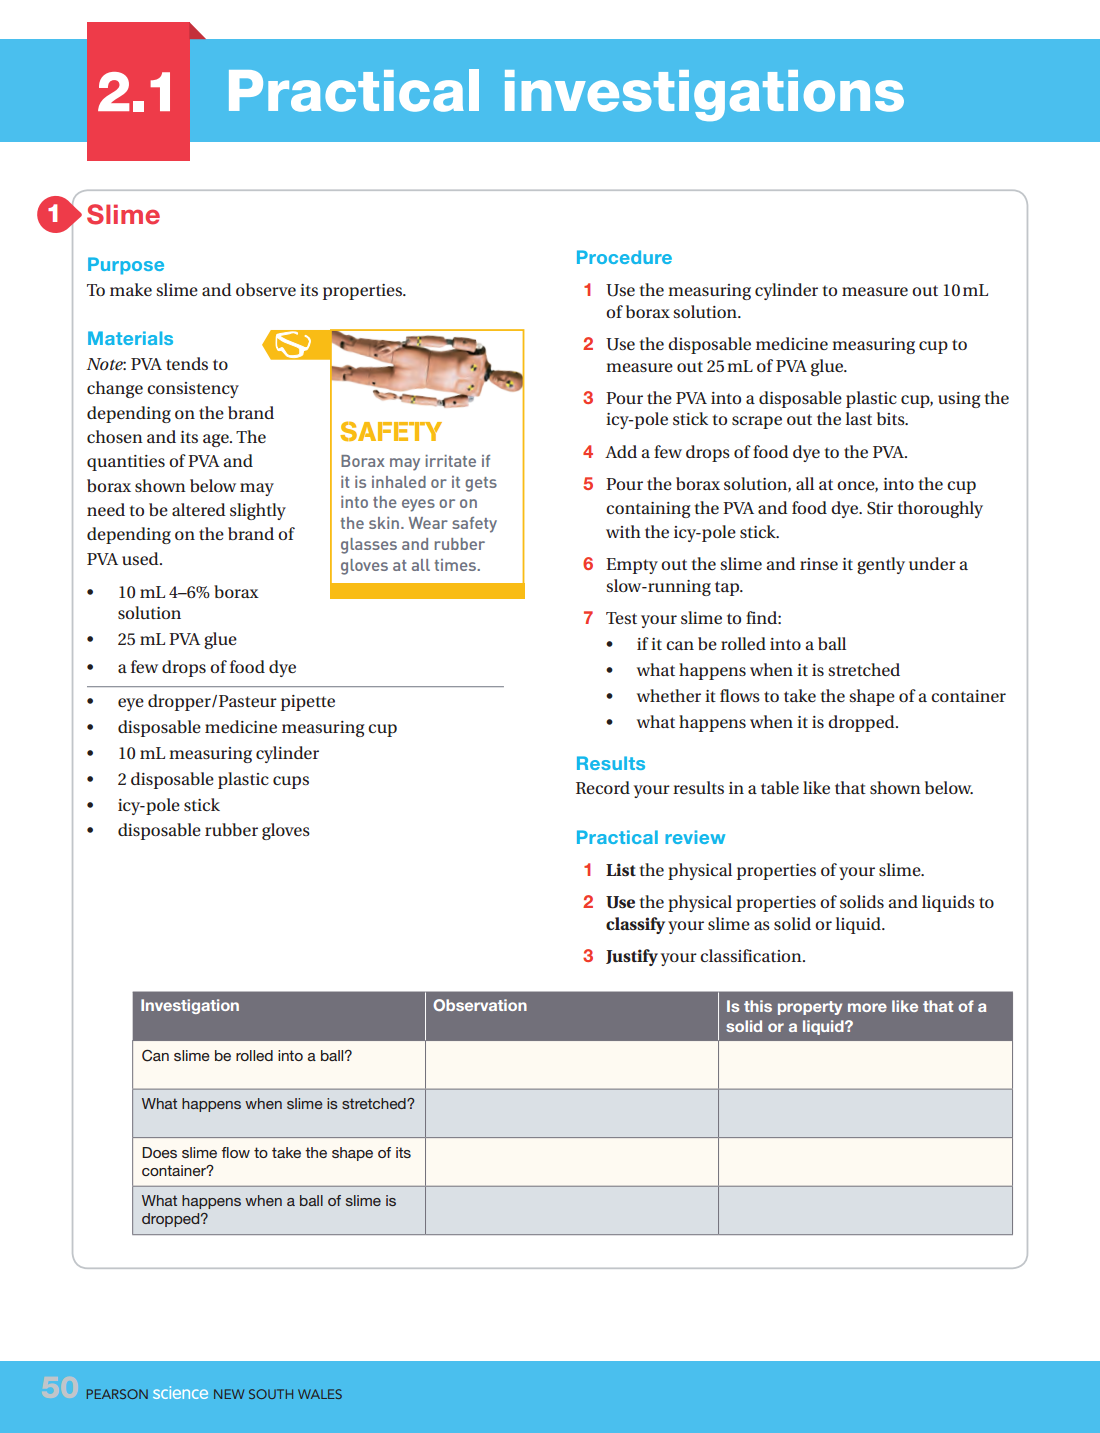 2.1 Practical investigations
1 Slime
Purpose
To make slime and observe its properties.
Materials
Note: PVA tends to
change consistency
depending on the brand
chosen and its age. The
quantities of PVA and
borax shown below may
need to be altered slightly
depending on the brand of
PVA used.
• 10 mL 4–6% borax
solution
• 25 mL PVA glue
• a few drops of food dye
• eye dropper/Pasteur pipette
• disposable medicine measuring cup
• 10 mL measuring cylinder
• 2 disposable plastic cups
• icy-pole stick
• disposable rubber gloves
SAFETY
Borax may irritate if
it is inhaled or it gets
into the eyes or on
the skin. Wear safety
glasses and rubber
gloves at all times.
Procedure
1 Use the measuring cylinder to measure out 10 mL
of borax solution.
2 Use the disposable medicine measuring cup to
measure out 25 mL of PVA glue.
3 Pour the PVA into a disposable plastic cup, using the
icy-pole stick to scrape out the last bits.
4 Add a few drops of food dye to the PVA.
5 Pour the borax solution, all at once, into the cup
containing the PVA and food dye. Stir thoroughly
with the icy-pole stick.
6 Empty out the slime and rinse it gently under a
slow-running tap.
7 Test your slime to find:
• if it can be rolled into a ball
• what happens when it is stretched
• whether it flows to take the shape of a container
• what happens when it is dropped.
Results
Record your results in a table like that shown below.
Practical review
1 List the physical properties of your slime.
2 Use the physical properties of solids and liquids to
classify your slime as solid or liquid.
3 Justify your classification.
Investigation
Observation
Is this property more like that of a
solid or a liquid?
Can slime be rolled into a ball?
What happens when slime is stretched?
Does slime flow to take the shape of its
container?
What happens when a ball of slime is
dropped?
50 PEARSON science NEW SOUTH WALES